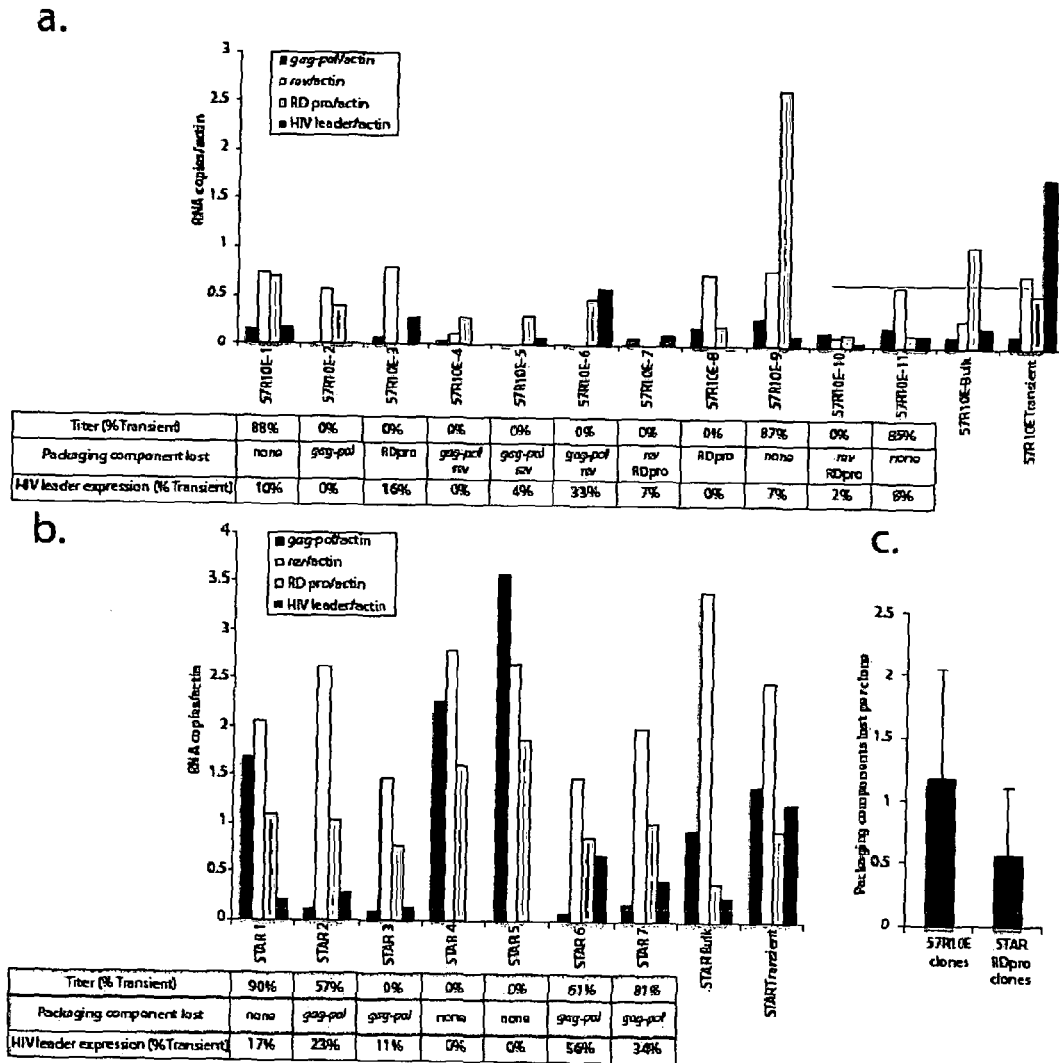 a.
3
2.5
2
1.5
1
0.5
0
RNA copies/actin
gag-pol/actin
rev/actin
RD pro/actin
HIV leader/actin
57R10E-1
57R10E-2
57R10E-3
57R10E-4
57R10E-5
57R10E-6
57R10E-7
57R10E-8
57R10E-9
57R10E-10
57R10E-11
57R10E-Bulk
57R10E Transient
Titer (% Transient) 88% 0% 0% 0% 0% 0% 0% 0% 87% 0% 85%
Packaging component lost none gag-pol RDpro gag-pol rev gag-pol rev gag-pol rev rev RDpro RDpro none rev RDpro none
HIV leader expression (% Transient) 10% 0% 16% 0% 4% 33% 7% 0% 7% 2% 8%
b.
4
3.5
3
2.5
2
1.5
1
0.5
0
RNA copies/actin
gag-pol/actin
rev/actin
RD pro/actin
HIV leader/actin
STAR 1
STAR 2
STAR 3
STAR 4
STAR 5
STAR 6
STAR 7
STAR Bulk
STAR Transient
Titer (% Transient) 90% 57% 0% 0% 0% 61% 81%
Packaging component lost none gag-pol gag-pol none none gag-pol gag-pol
HIV leader expression (% Transient) 17% 23% 11% 0% 0% 56% 34%
c.
2.5
2
1.5
1
0.5
0
Packaging components lost per clone
57R10E
clones
STAR
RDpro
clones